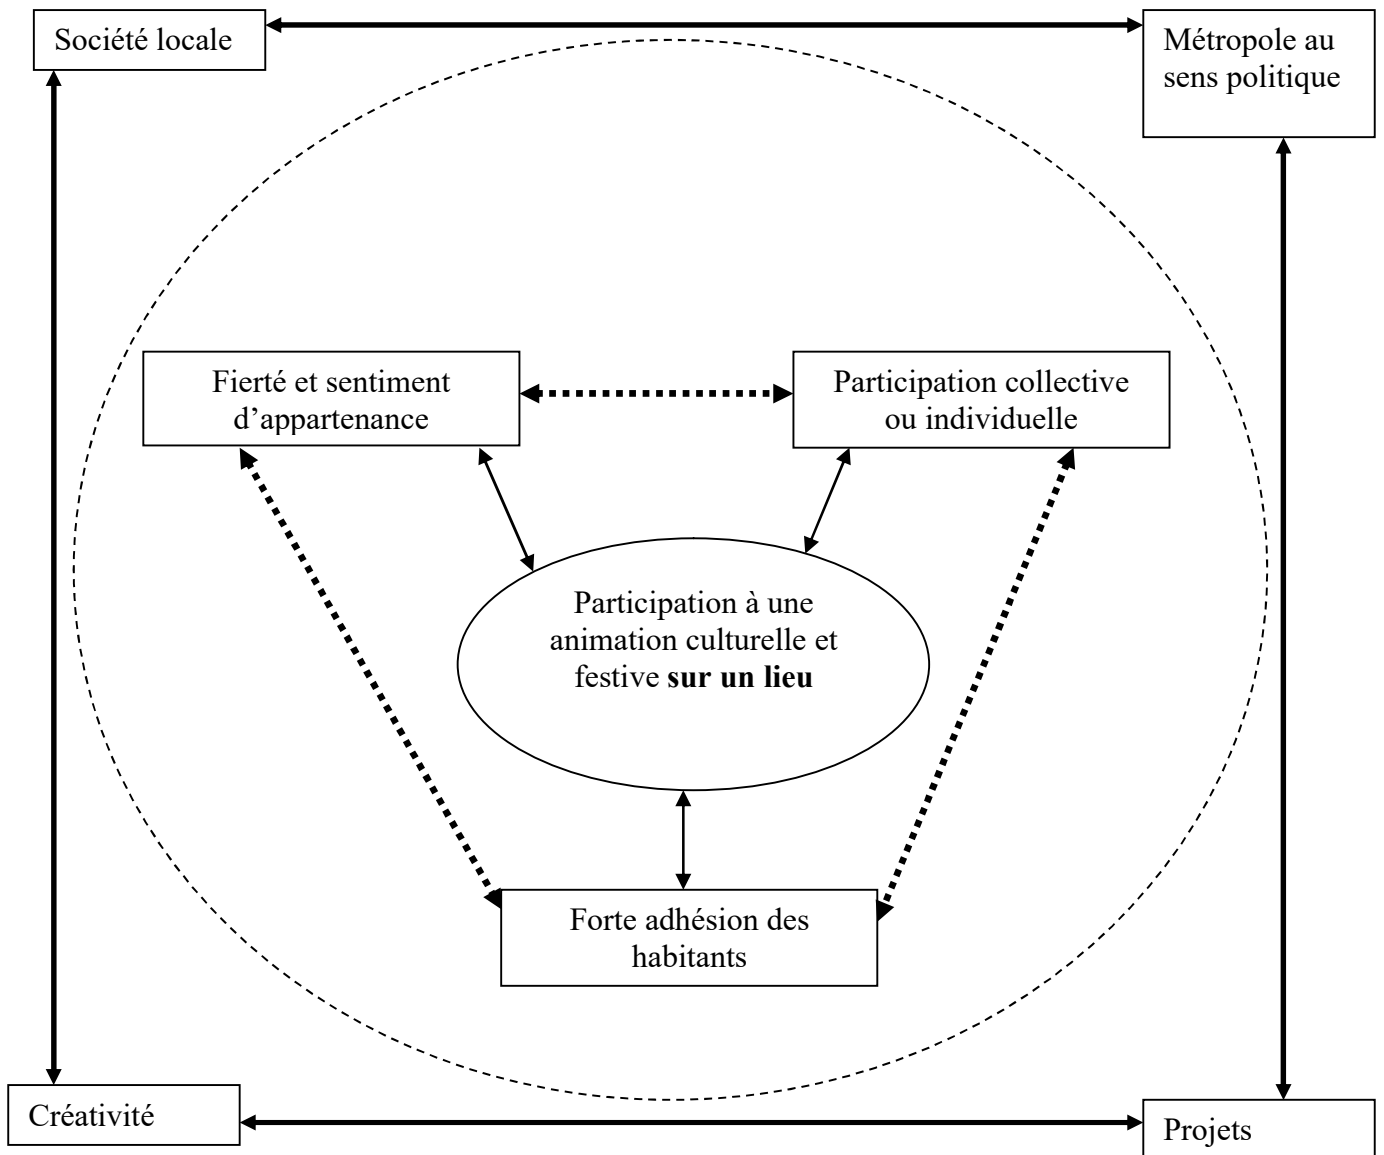 Société locale
Métropole au
sens politique
Fierté et sentiment
d’appartenance
Participation collective
ou individuelle
Participation à une
animation culturelle et
festive sur un lieu
Forte adhésion des
habitants
Créativité
Projets